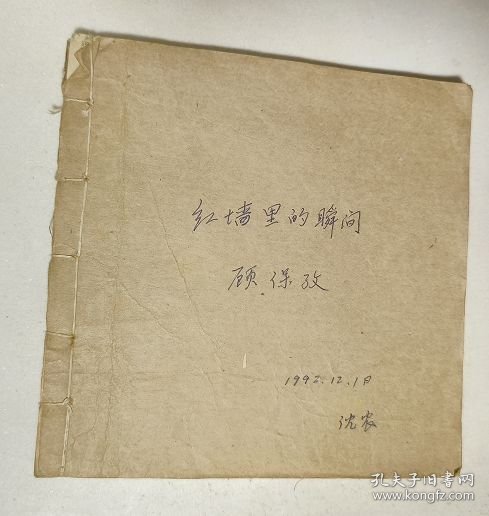 红墙里的瞬间
顾保孜
1992.12.1日
沈农
孔夫子旧书网
www.kongfz.com